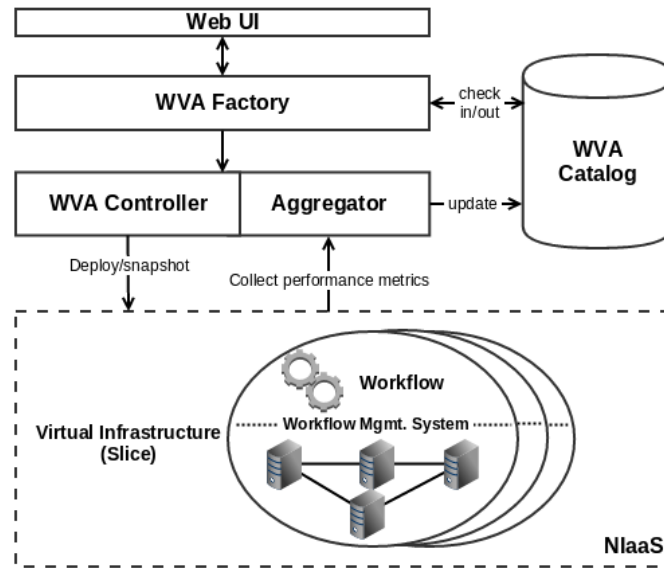 Web UI
WVA Factory
check
in/out
WVA
Catalog
WVA Controller
Aggregator
update
Deploy/snapshot
Collect performance metrics
Workflow
Workflow Mgmt. System
Virtual Infrastructure
(Slice)
NIaaS